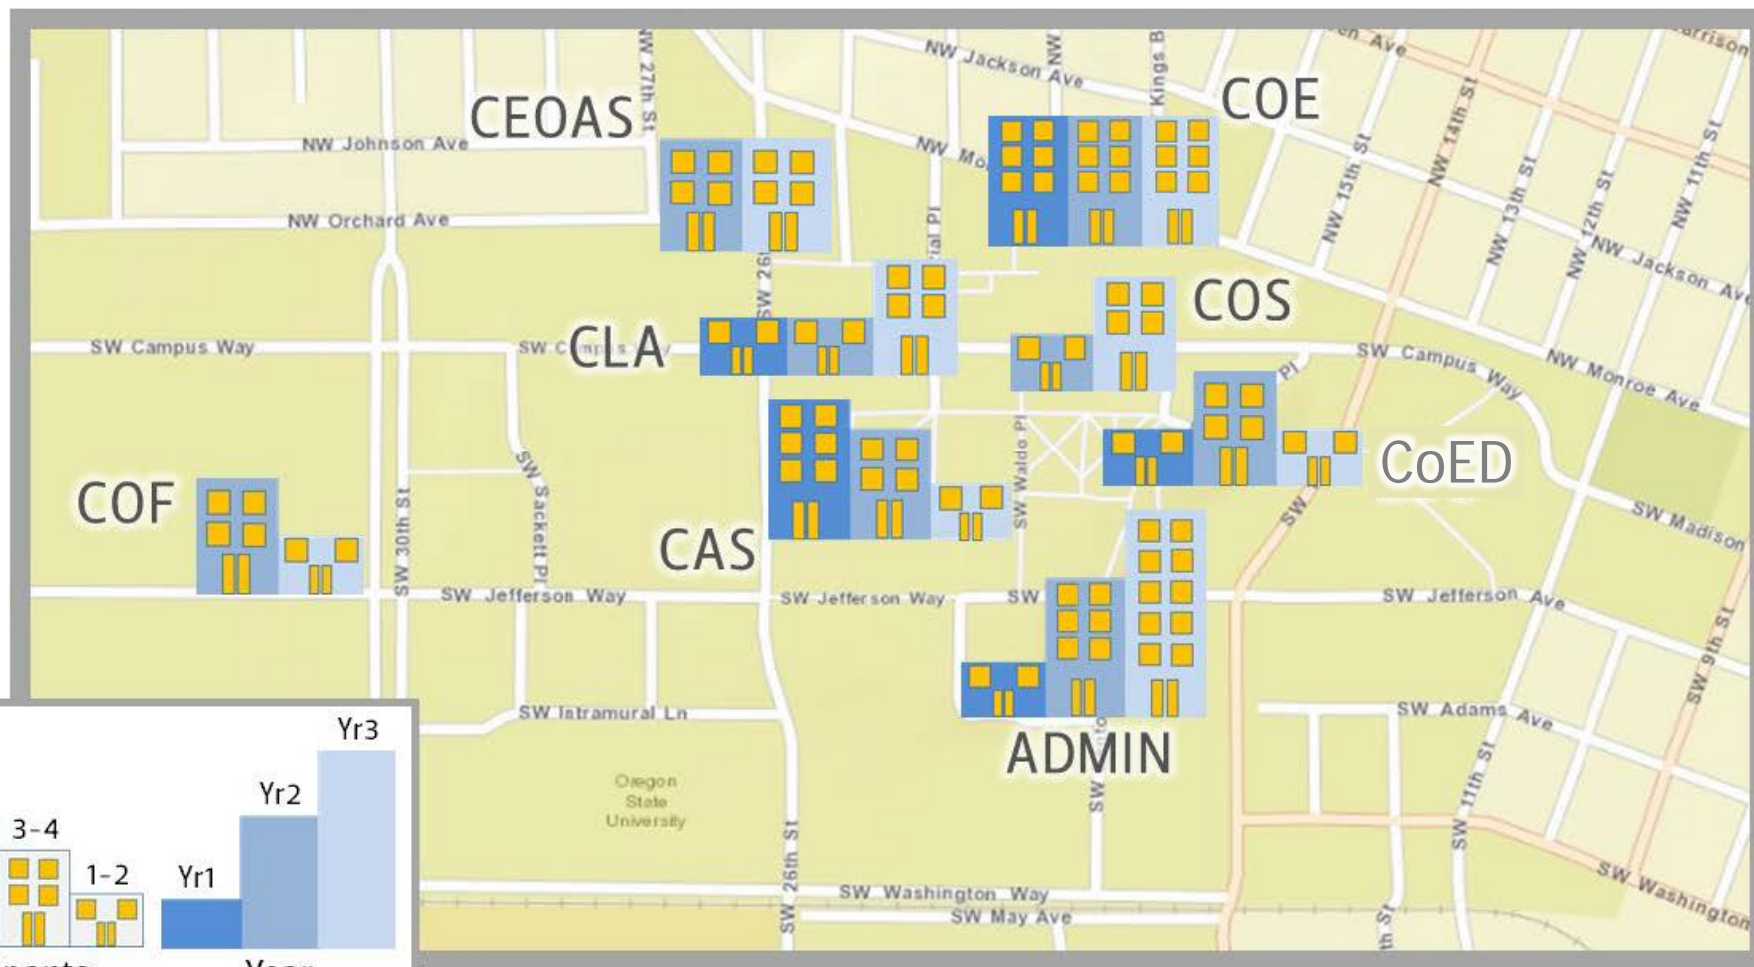 NW Jackson Ave
NW
NW 27th St
COE
CEOAS
NW Johnson Ave
NW 14th St
NW 11th St
NW 15th St
NW 13th St
NW 12th St
NW Orchard Ave
NW Jackson Ave
COS
SW Campus Way
CLA
SW Campus Way
NW Monroe Ave
Pl
SW Waldo Pl
CoED
COF
SW Sackett Pl
SW 30th St
CAS
SW
SW Madison
SW Jefferson Way
SW Jefferson Way
SW
SW Jefferson Ave
SW 9th St
SW Intramural Ln
SW Adams Ave
ADMIN
Oregon
State
University
SW
SW 11th St
SW 26th St
SW Washington Way
SW Washington
SW May Ave
Yr3
Yr2
Yr1
3-4
1-2
Year